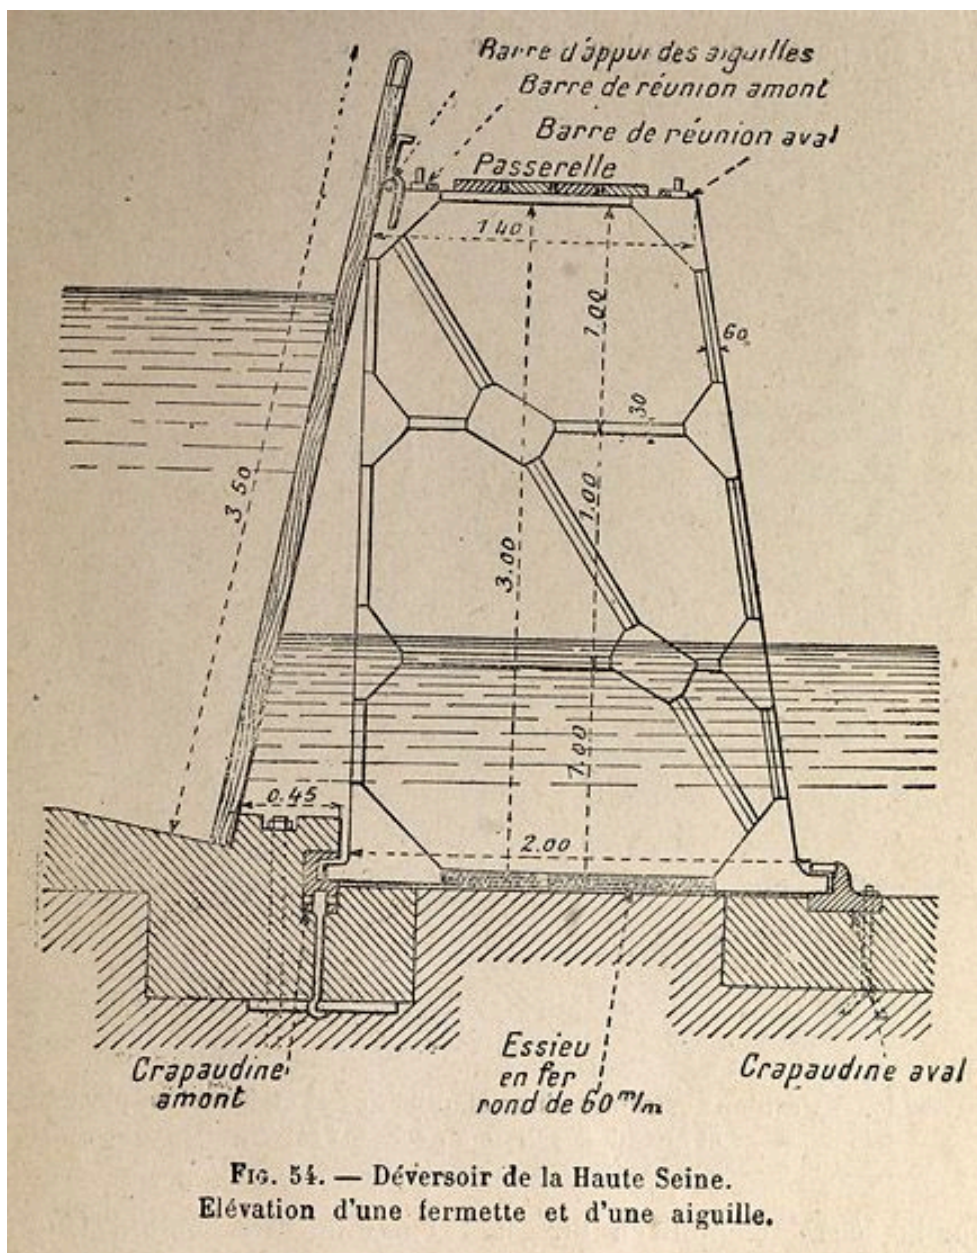 Barre d'appui des aiguilles
Barre de réunion amont
Barre de réunion aval
Passerelle
1.40
1.00
60
30
3.50
1.00
3.00
1.00
0.45
2.00
Crapaudine
amont
Essieu
en fer
rond de 60 m/m
Crapaudine aval
FIG. 54. — Déversoir de la Haute Seine.
Elévation d'une fermette et d'une aiguille.